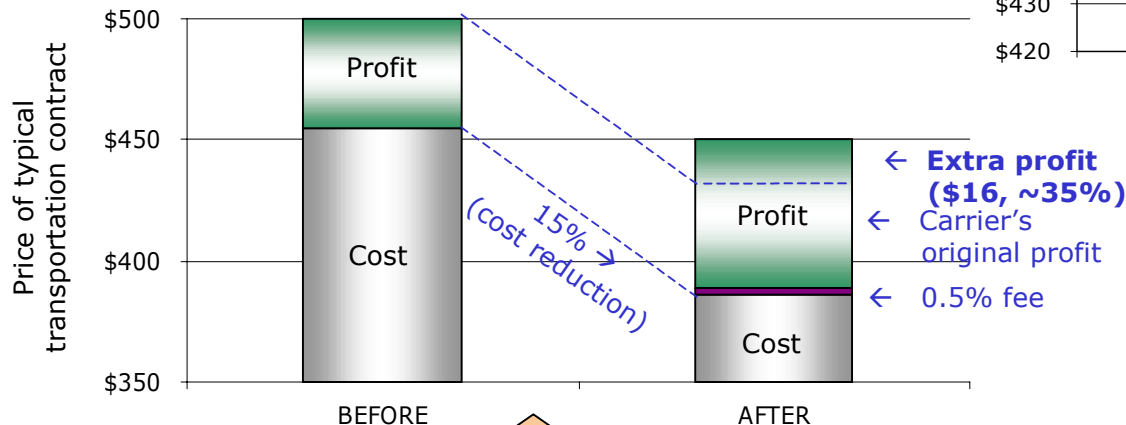 Price of typical
transportation contract
$500
$450
$400
$350
Profit
Cost
15% →
(cost reduction)
Profit
Cost
← Extra profit
($16, ~35%)
← Carrier's
original profit
← 0.5% fee
BEFORE
AFTER
$430
$420